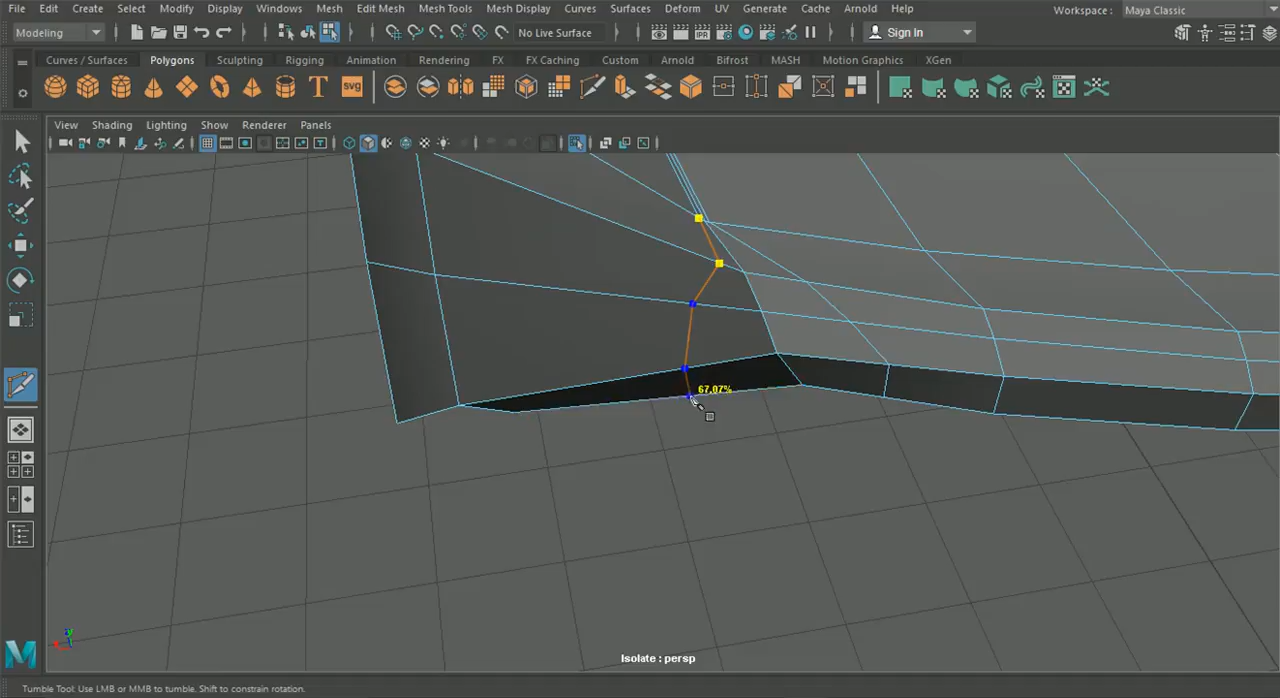 File Edit Create Select Modify Display Windows Mesh Edit Mesh Mesh Tools Mesh Display Curves Surfaces Deform UV Generate Cache Arnold Help Workspace : Maya Classic
Modeling No Live Surface Sign In
Curves / Surfaces Polygons Sculpting Rigging Animation Rendering FX FX Caching Custom Arnold Bifrost MASH Motion Graphics XGen
T svg
View Shading Lighting Show Renderer Panels
67.07%
Isolate : persp
Tumble Tool: Use LMB or MMB to tumble. Shift to constrain rotation.